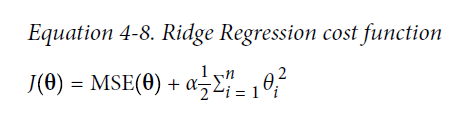 Equation 4-8. Ridge Regression cost function
J(θ) = MSE(θ) + α½Σⁿᵢ₌₁θᵢ²